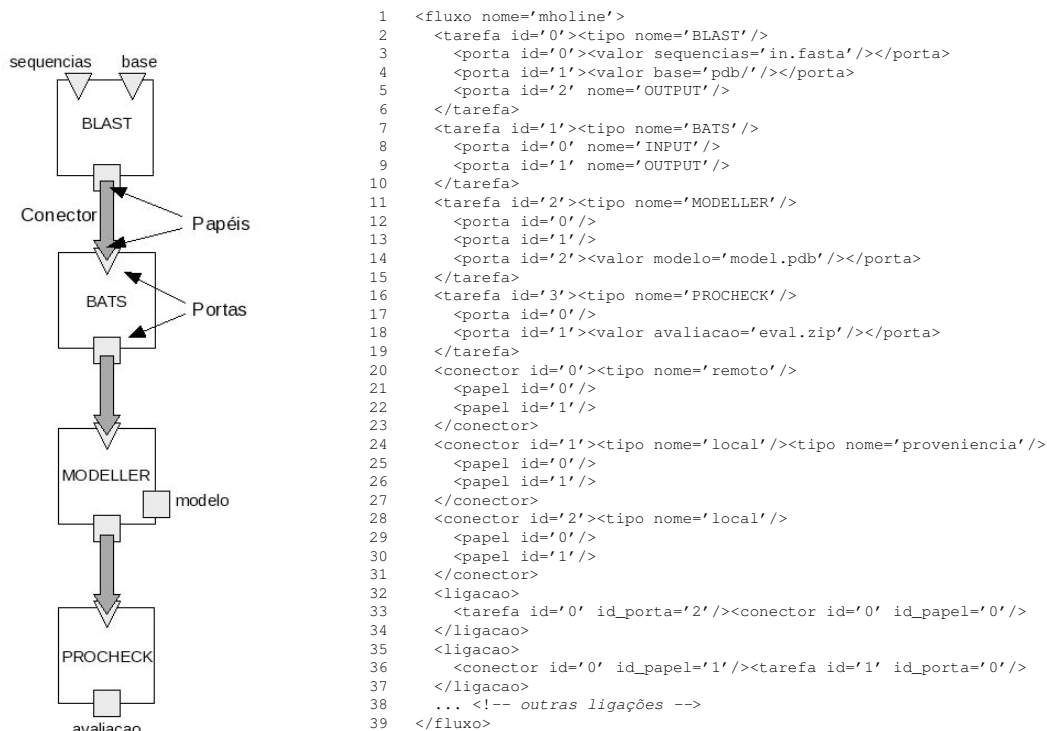 sequencias base
BLAST
Conector
Papéis
BATS
Portas
MODELLER
modelo
PROCHECK
avaliacao
1 <fluxo nome='mholine'>
2 <tarefa id='0'><tipo nome='BLAST'/>
3 <porta id='0'><valor sequencias='in.fasta'/></porta>
4 <porta id='1'><valor base='pdb/'/></porta>
5 <porta id='2' nome='OUTPUT'/>
6 </tarefa>
7 <tarefa id='1'><tipo nome='BATS'/>
8 <porta id='0' nome='INPUT'/>
9 <porta id='1' nome='OUTPUT'/>
10 </tarefa>
11 <tarefa id='2'><tipo nome='MODELLER'/>
12 <porta id='0'/>
13 <porta id='1'/>
14 <porta id='2'><valor modelo='model.pdb'/></porta>
15 </tarefa>
16 <tarefa id='3'><tipo nome='PROCHECK'/>
17 <porta id='0'/>
18 <porta id='1'><valor avaliacao='eval.zip'/></porta>
19 </tarefa>
20 <conector id='0'><tipo nome='remoto'/>
21 <papel id='0'/>
22 <papel id='1'/>
23 </conector>
24 <conector id='1'><tipo nome='local'/><tipo nome='proveniencia'/>
25 <papel id='0'/>
26 <papel id='1'/>
27 </conector>
28 <conector id='2'><tipo nome='local'/>
29 <papel id='0'/>
30 <papel id='1'/>
31 </conector>
32 <ligacao>
33 <tarefa id='0' id_porta='2'/><conector id='0' id_papel='0'/>
34 </ligacao>
35 <ligacao>
36 <conector id='0' id_papel='1'/><tarefa id='1' id_porta='0'/>
37 </ligacao>
38 ... <!-- outras ligações -->
39 </fluxo>